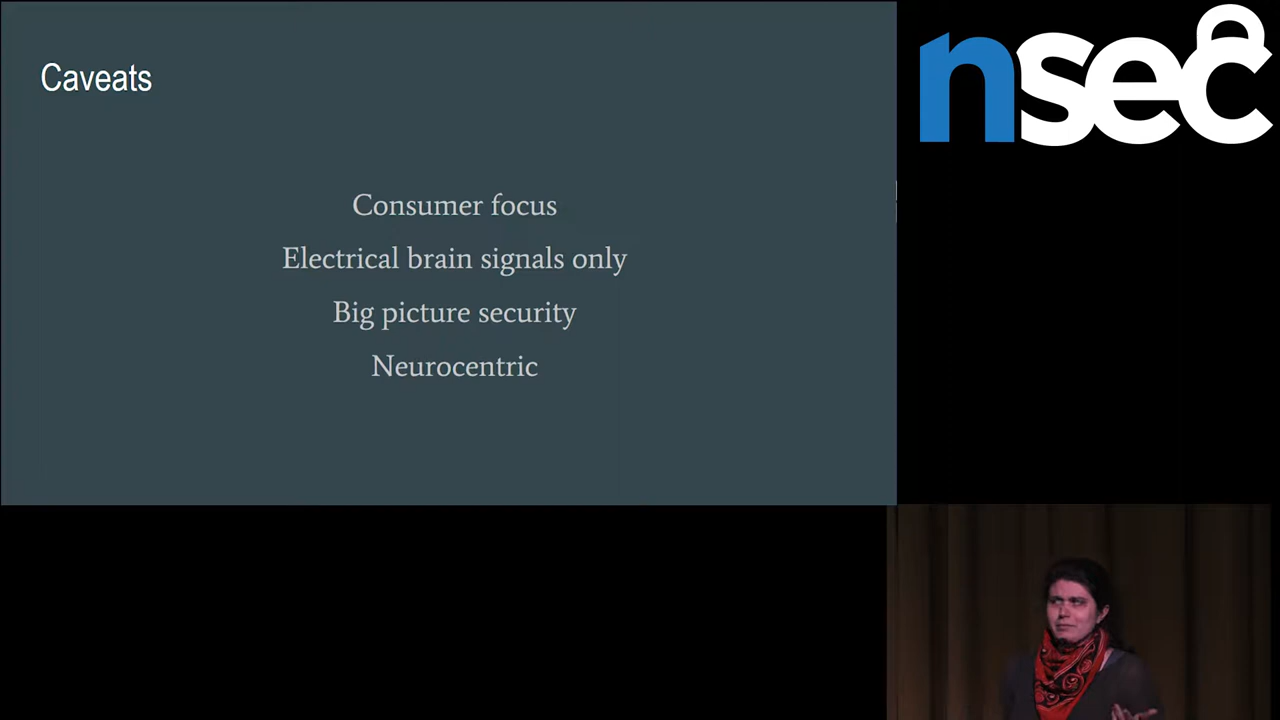 Caveats
nsec
Consumer focus
Electrical brain signals only
Big picture security
Neurocentric